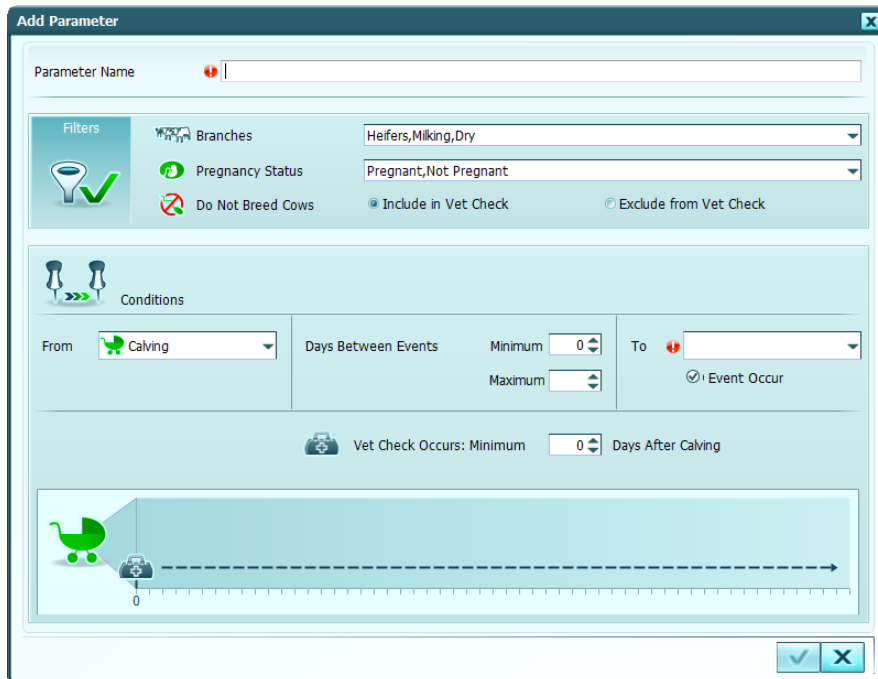 Add Parameter
Parameter Name
Filters
Branches Heifers,Milking,Dry
Pregnancy Status Pregnant,Not Pregnant
Do Not Breed Cows Include in Vet Check Exclude from Vet Check
Conditions
From Calving Days Between Events Minimum 0 To
Maximum Event Occur
Vet Check Occurs: Minimum 0 Days After Calving
0